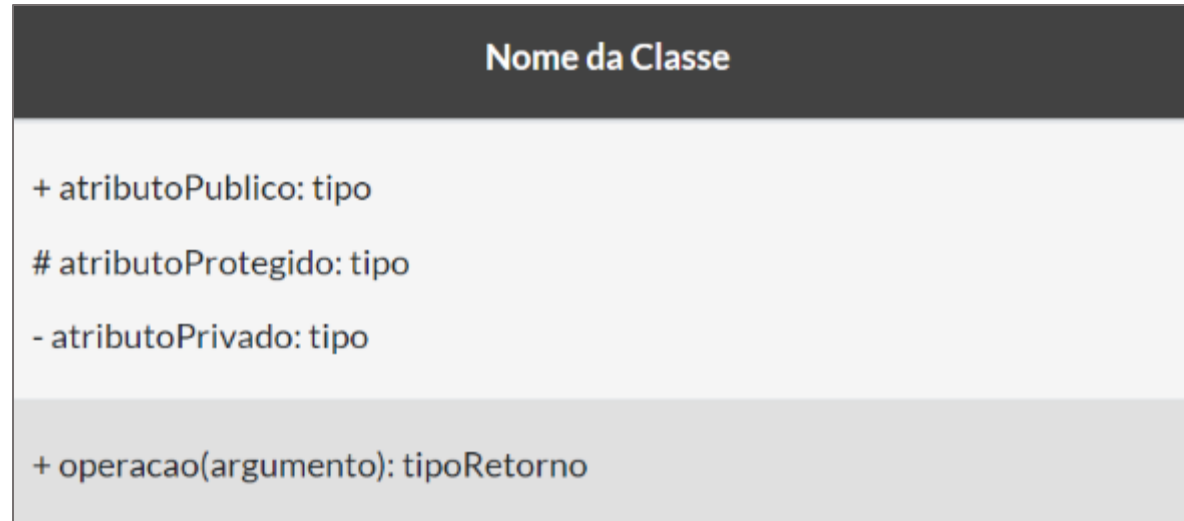 Nome da Classe
+ atributoPublico: tipo
# atributoProtegido: tipo
- atributoPrivado: tipo
+ operacao(argumento): tipoRetorno